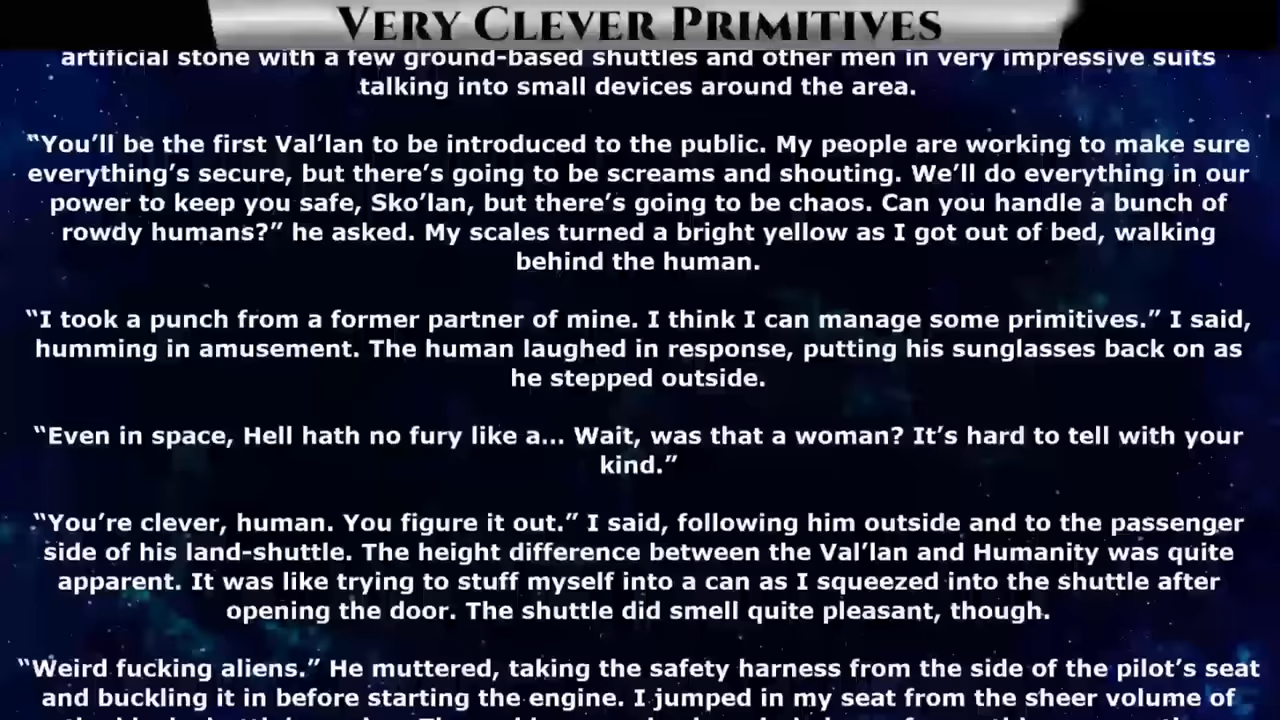 VERY CLEVER PRIMITIVES
artificial stone with a few ground-based shuttles and other men in very impressive suits
talking into small devices around the area.
“You’ll be the first Val’lan to be introduced to the public. My people are working to make sure
everything’s secure, but there’s going to be screams and shouting. We’ll do everything in our
power to keep you safe, Sko’lan, but there’s going to be chaos. Can you handle a bunch of
rowdy humans?” he asked. My scales turned a bright yellow as I got out of bed, walking
behind the human.
“I took a punch from a former partner of mine. I think I can manage some primitives.” I said,
humming in amusement. The human laughed in response, putting his sunglasses back on as
he stepped outside.
“Even in space, Hell hath no fury like a... Wait, was that a woman? It’s hard to tell with your
kind.”
“You’re clever, human. You figure it out.” I said, following him outside and to the passenger
side of his land-shuttle. The height difference between the Val’lan and Humanity was quite
apparent. It was like trying to stuff myself into a can as I squeezed into the shuttle after
opening the door. The shuttle did smell quite pleasant, though.
“Weird fucking aliens.” He muttered, taking the safety harness from the side of the pilot’s seat
and buckling it in before starting the engine. I jumped in my seat from the sheer volume of